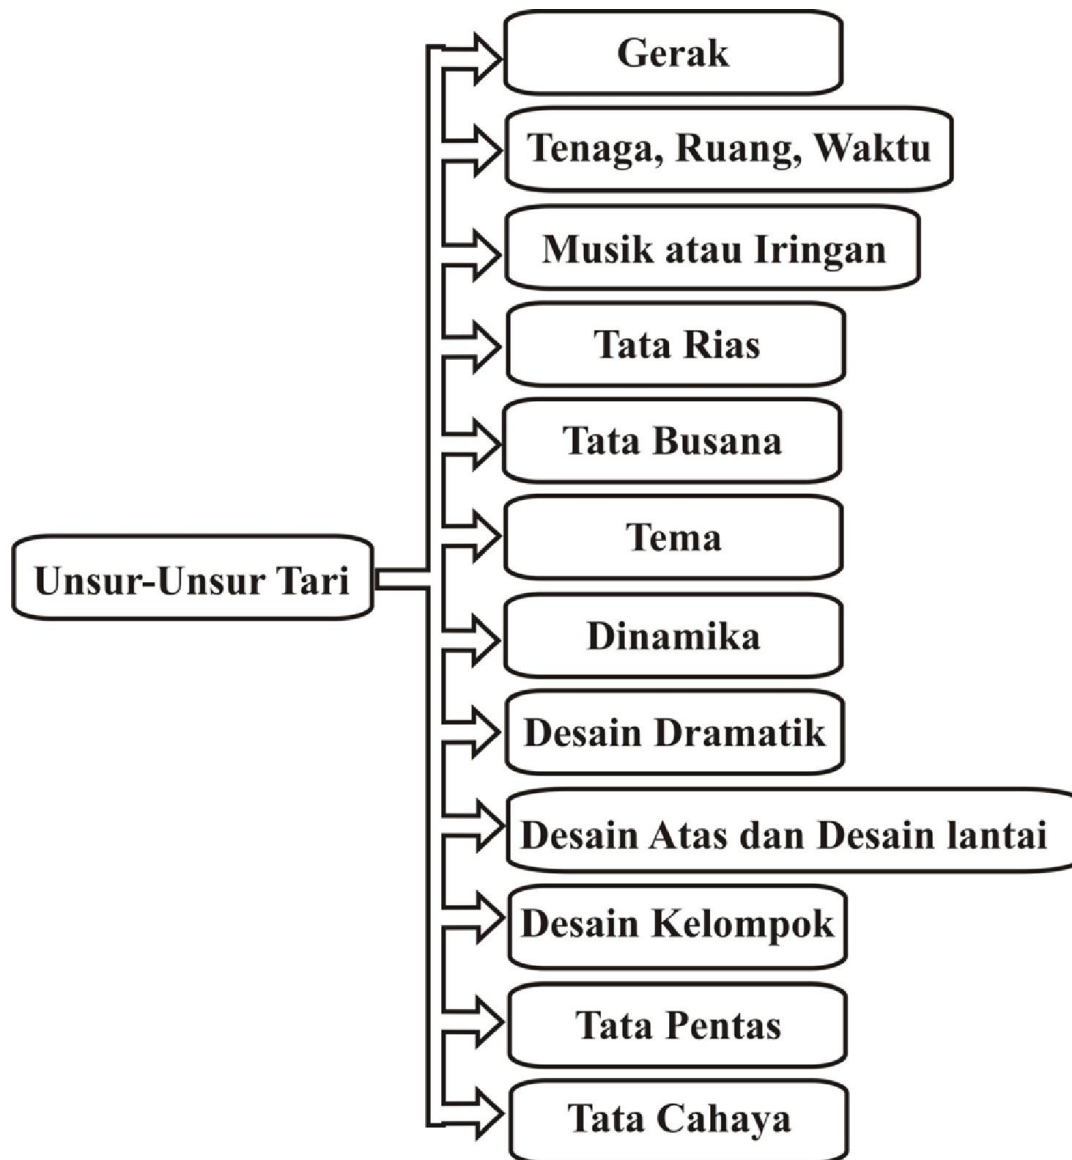 Gerak
Tenaga, Ruang, Waktu
Musik atau Iringan
Tata Rias
Tata Busana
Tema
Unsur-Unsur Tari
Dinamika
Desain Dramatik
Desain Atas dan Desain lantai
Desain Kelompok
Tata Pentas
Tata Cahaya